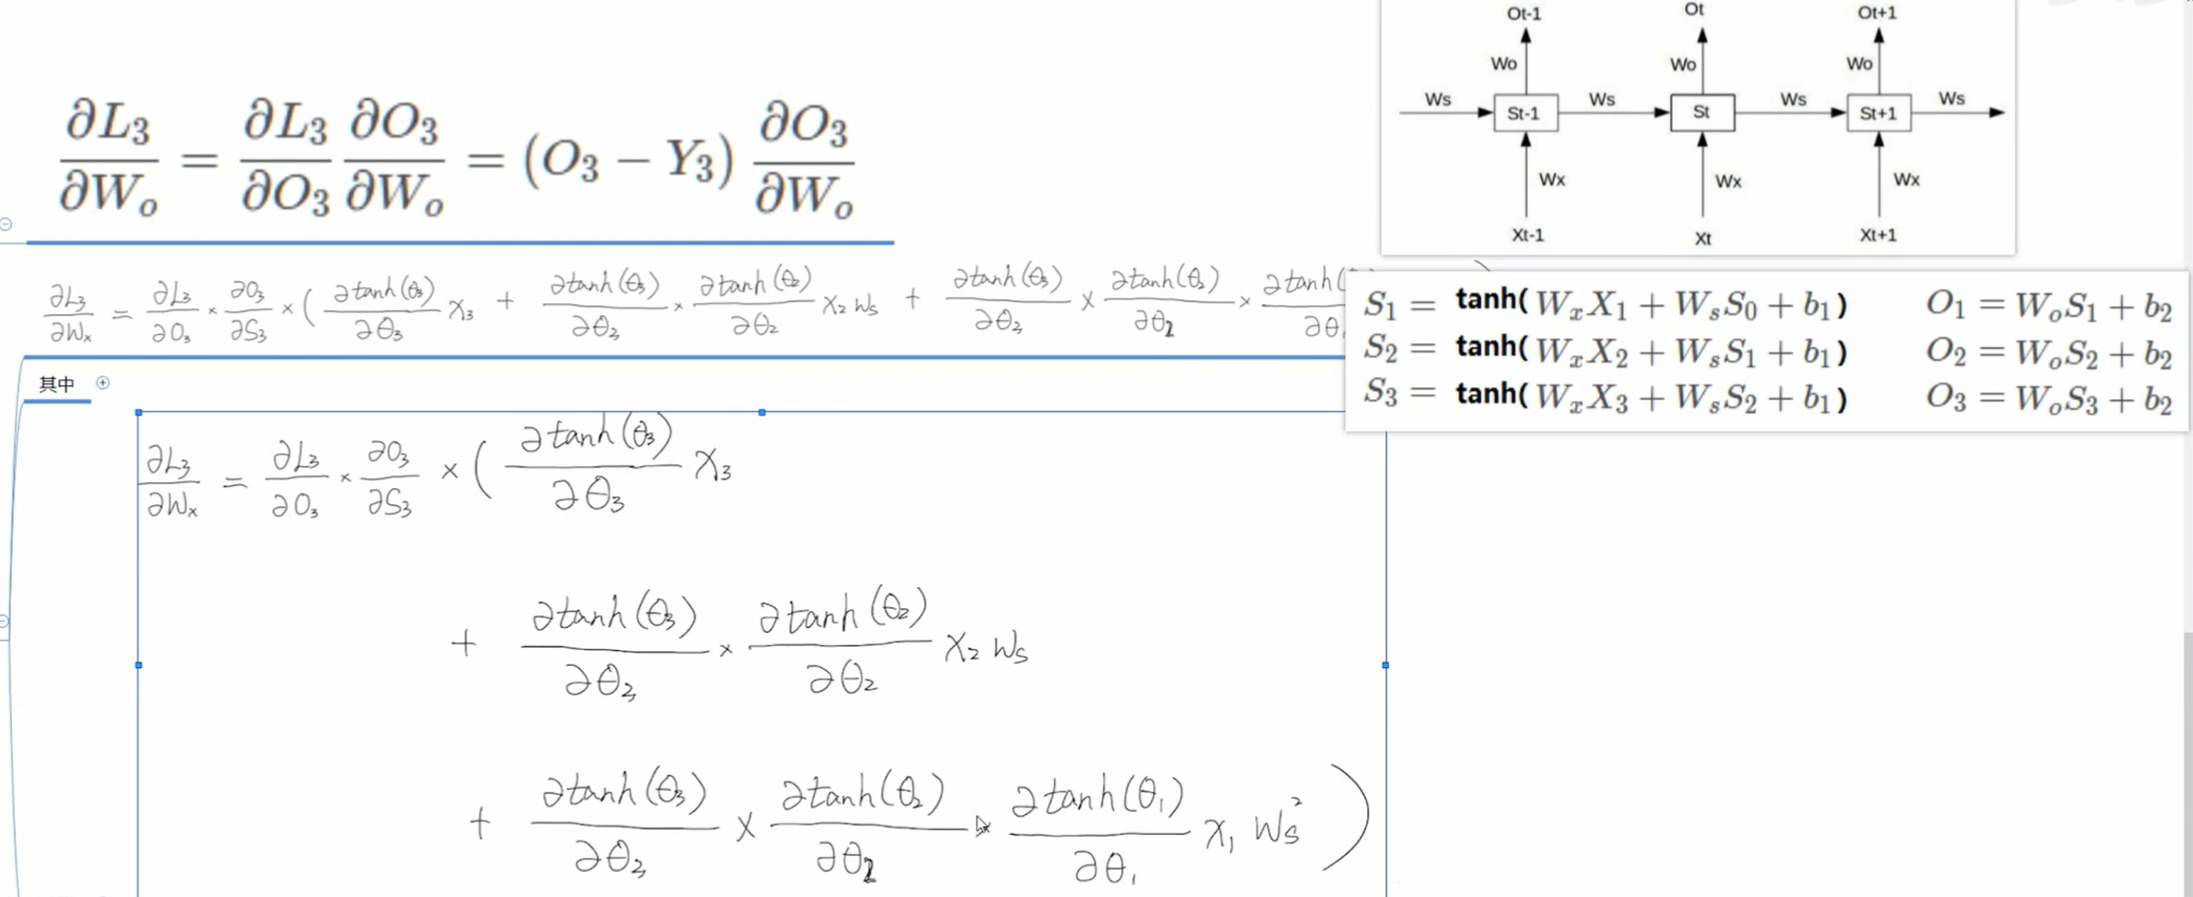 Ot-1 Ot Ot+1
Wo Wo Wo
Ws Ws Ws Ws
St-1 St St+1
Wx Wx Wx
Xt-1 Xt Xt+1
∂L₃/∂Wₒ = ∂L₃/∂O₃ ∂O₃/∂Wₒ = (O₃ − Y₃) ∂O₃/∂Wₒ
∂L₃/∂Wₓ = ∂L₃/∂O₃ × ∂O₃/∂S₃ × ( ∂tanh(θ₃)/∂θ₃ X₃ + ∂tanh(θ₃)/∂θ₃ × ∂tanh(θ₂)/∂θ₂ X₂ Ws + ∂tanh(θ₃)/∂θ₃ × ∂tanh(θ₂)/∂θ₂ × ∂tanh(/∂θ
S₁ = tanh( WₓX₁ + WₛS₀ + b₁ ) O₁ = WₒS₁ + b₂
S₂ = tanh( WₓX₂ + WₛS₁ + b₁ ) O₂ = WₒS₂ + b₂
S₃ = tanh( WₓX₃ + WₛS₂ + b₁ ) O₃ = WₒS₃ + b₂
其中
∂L₃/∂Wₓ = ∂L₃/∂O₃ × ∂O₃/∂S₃ × ( ∂tanh(θ₃)/∂θ₃ X₃
+ ∂tanh(θ₃)/∂θ₃ × ∂tanh(θ₂)/∂θ₂ X₂ Ws
+ ∂tanh(θ₃)/∂θ₃ × ∂tanh(θ₂)/∂θ₂ × ∂tanh(θ₁)/∂θ₁ X₁ Ws² )